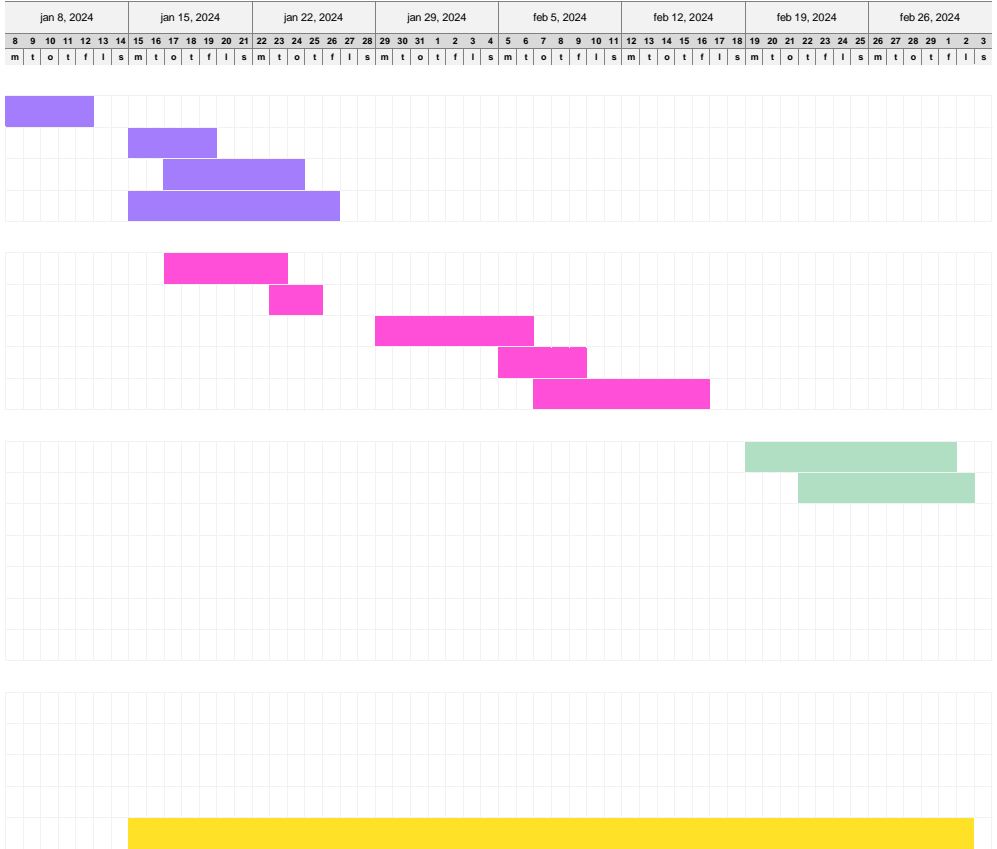 jan 8, 2024 jan 15, 2024 jan 22, 2024 jan 29, 2024 feb 5, 2024 feb 12, 2024 feb 19, 2024 feb 26, 2024
8 9 10 11 12 13 14 15 16 17 18 19 20 21 22 23 24 25 26 27 28 29 30 31 1 2 3 4 5 6 7 8 9 10 11 12 13 14 15 16 17 18 19 20 21 22 23 24 25 26 27 28 29 1 2 3
m t o t f l s m t o t f l s m t o t f l s m t o t f l s m t o t f l s m t o t f l s m t o t f l s m t o t f l s